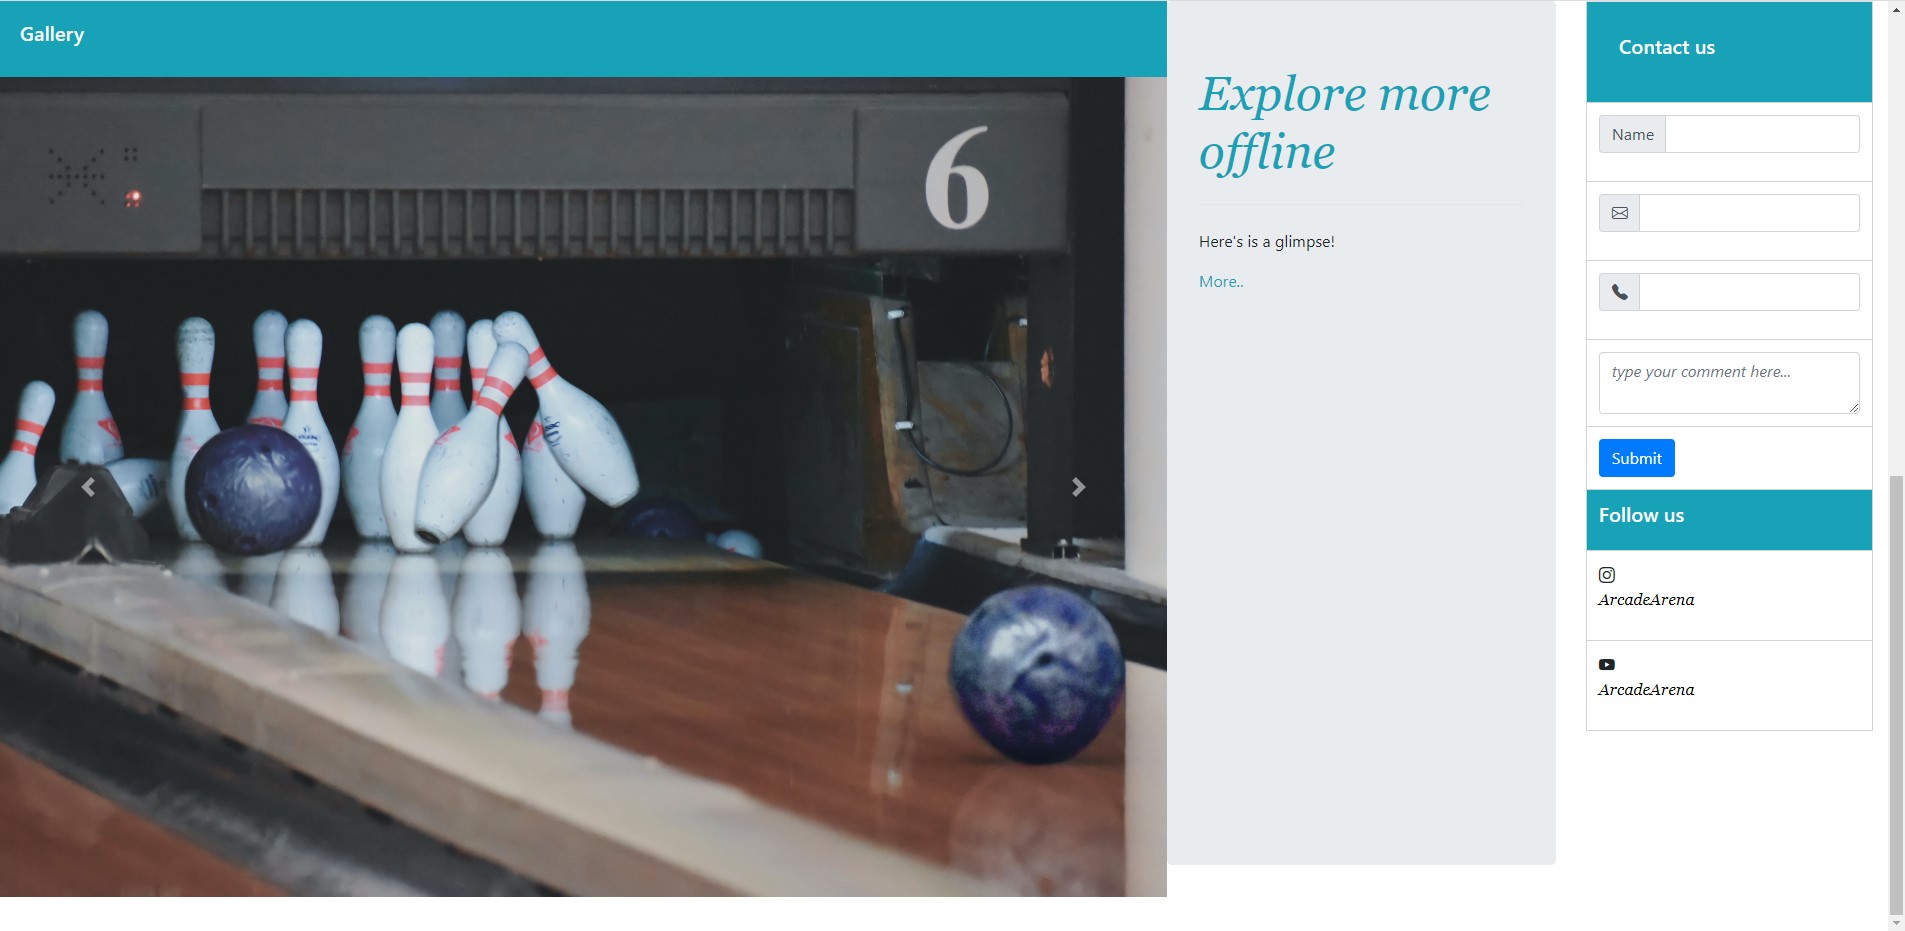 Gallery
6
Explore more
offline
Here's is a glimpse!
More..
Contact us
Name
type your comment here...
Submit
Follow us
ArcadeArena
ArcadeArena